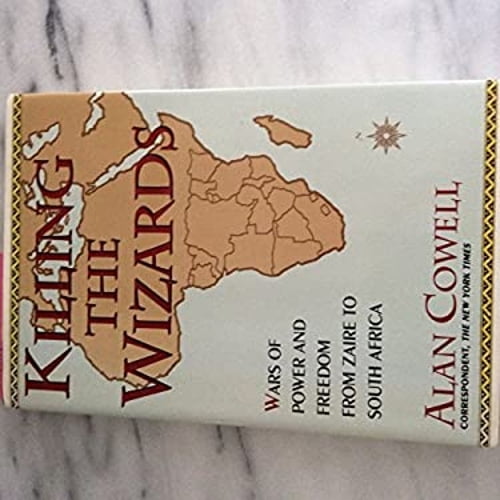 KILLING
THE
WIZARDS
WARS OF
POWER AND
FREEDOM
FROM ZAIRE TO
SOUTH AFRICA
ALAN COWELL
CORRESPONDENT, THE NEW YORK TIMES